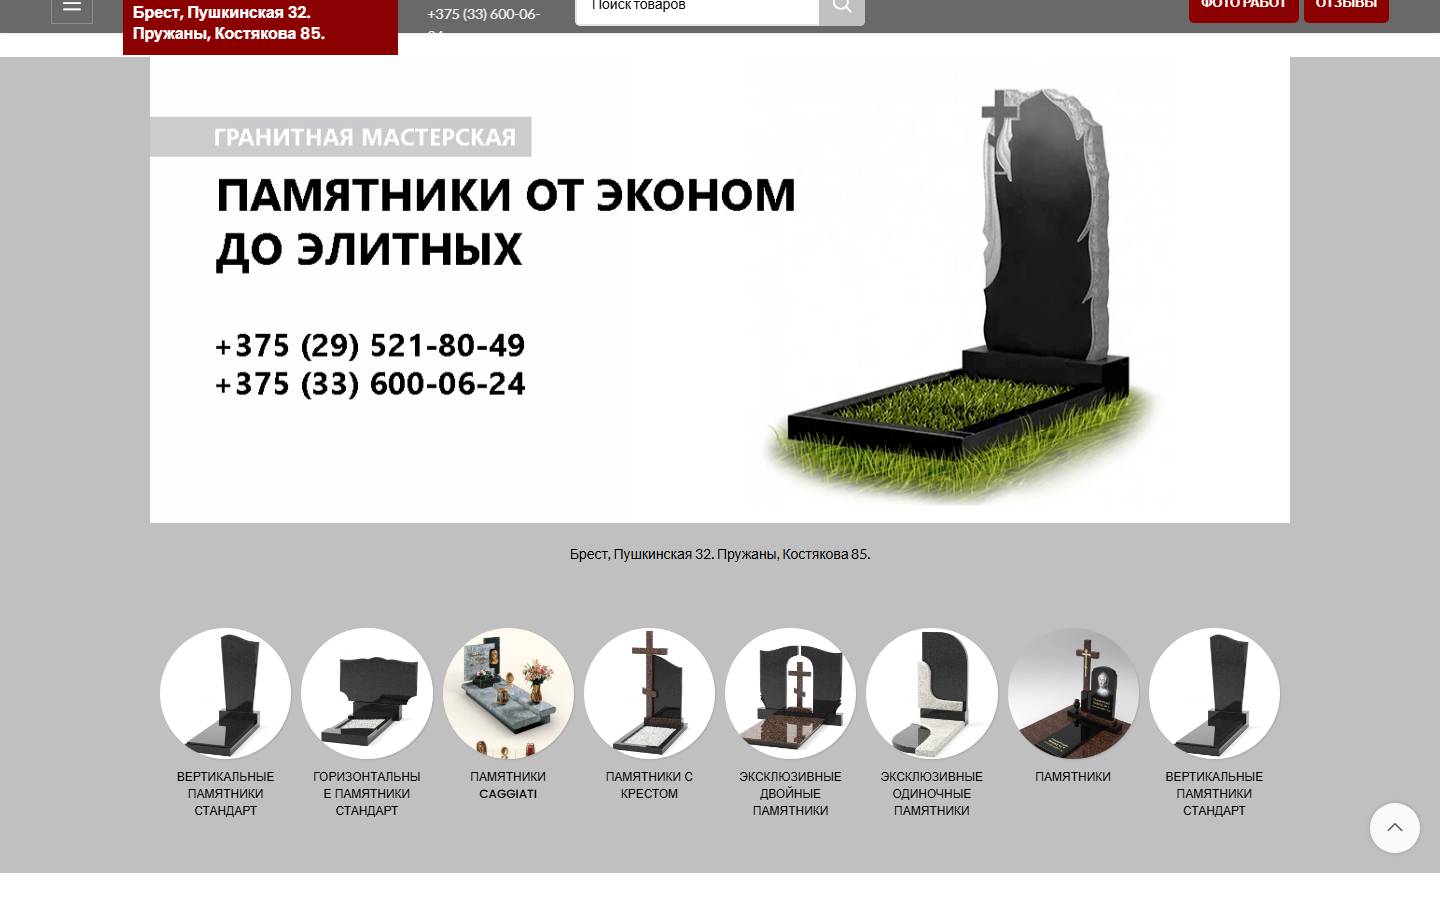 Брест, Пушкинская 32.
Пружаны, Костякова 85.
+375 (33) 600-06-
Поиск товаров
ФОТО РАБОТ
ОТЗЫВЫ
ГРАНИТНАЯ МАСТЕРСКАЯ
ПАМЯТНИКИ ОТ ЭКОНОМ
ДО ЭЛИТНЫХ
+375 (29) 521-80-49
+375 (33) 600-06-24
Брест, Пушкинская 32. Пружаны, Костякова 85.
ВЕРТИКАЛЬНЫЕ
ПАМЯТНИКИ
СТАНДАРТ
ГОРИЗОНТАЛЬНЫ
Е ПАМЯТНИКИ
СТАНДАРТ
ПАМЯТНИКИ
CAGGIATI
ПАМЯТНИКИ С
КРЕСТОМ
ЭКСКЛЮЗИВНЫЕ
ДВОЙНЫЕ
ПАМЯТНИКИ
ЭКСКЛЮЗИВНЫЕ
ОДИНОЧНЫЕ
ПАМЯТНИКИ
ПАМЯТНИКИ
ВЕРТИКАЛЬНЫЕ
ПАМЯТНИКИ
СТАНДАРТ